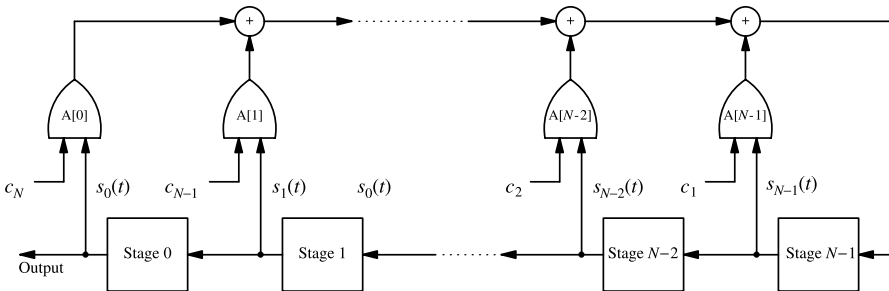 + + + +
A[0] A[1] A[N-2] A[N-1]
c_N s_0(t) c_{N-1} s_1(t) s_0(t) c_2 s_{N-2}(t) c_1 s_{N-1}(t)
Stage 0 Stage 1 Stage N-2 Stage N-1
Output